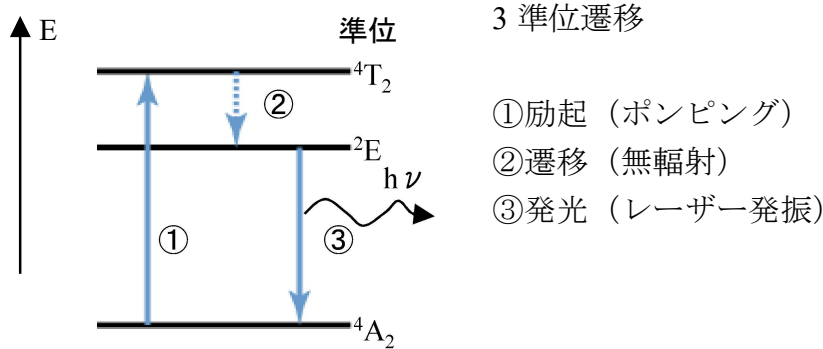 E
準位
3 準位遷移
⁴T₂
②
①励起（ポンピング）
²E
②遷移（無輻射）
hν
③発光（レーザー発振）
①
③
⁴A₂